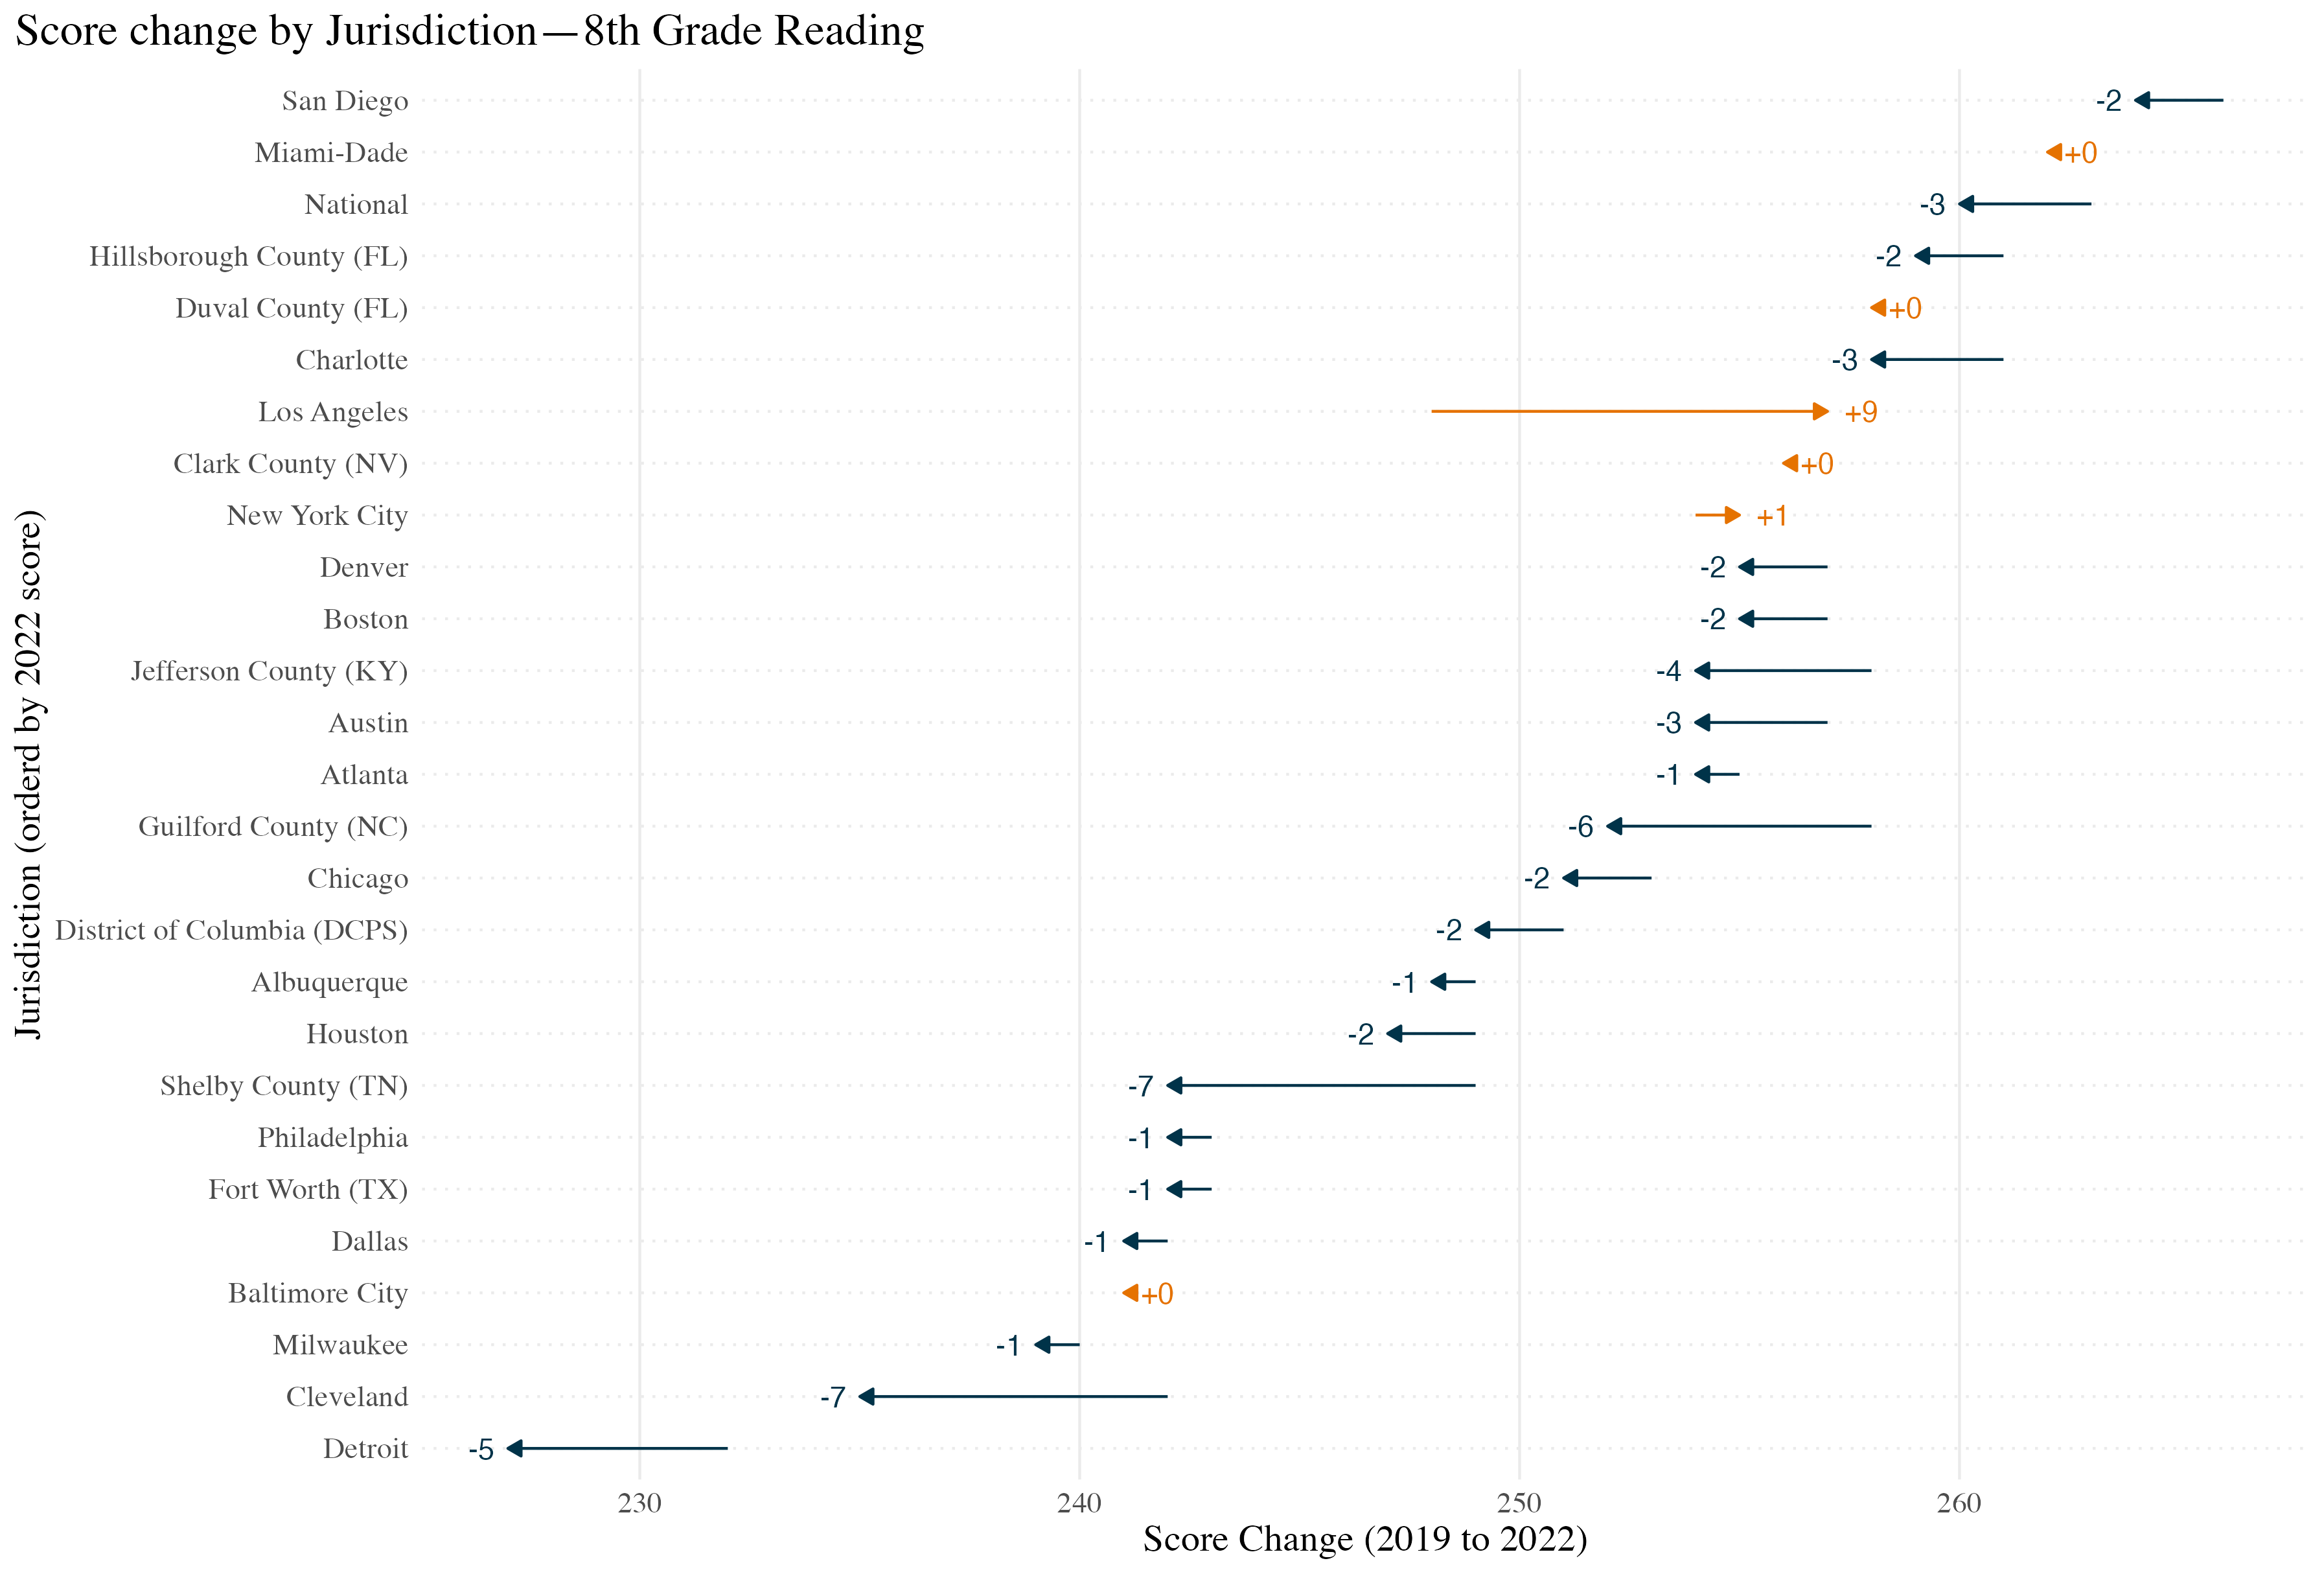 Score change by Jurisdiction—8th Grade Reading
Jurisdiction (orderd by 2022 score)
San Diego -2
Miami-Dade +0
National -3
Hillsborough County (FL) -2
Duval County (FL) +0
Charlotte -3
Los Angeles +9
Clark County (NV) +0
New York City +1
Denver -2
Boston -2
Jefferson County (KY) -4
Austin -3
Atlanta -1
Guilford County (NC) -6
Chicago -2
District of Columbia (DCPS) -2
Albuquerque -1
Houston -2
Shelby County (TN) -7
Philadelphia -1
Fort Worth (TX) -1
Dallas -1
Baltimore City +0
Milwaukee -1
Cleveland -7
Detroit -5
230 240 250 260
Score Change (2019 to 2022)